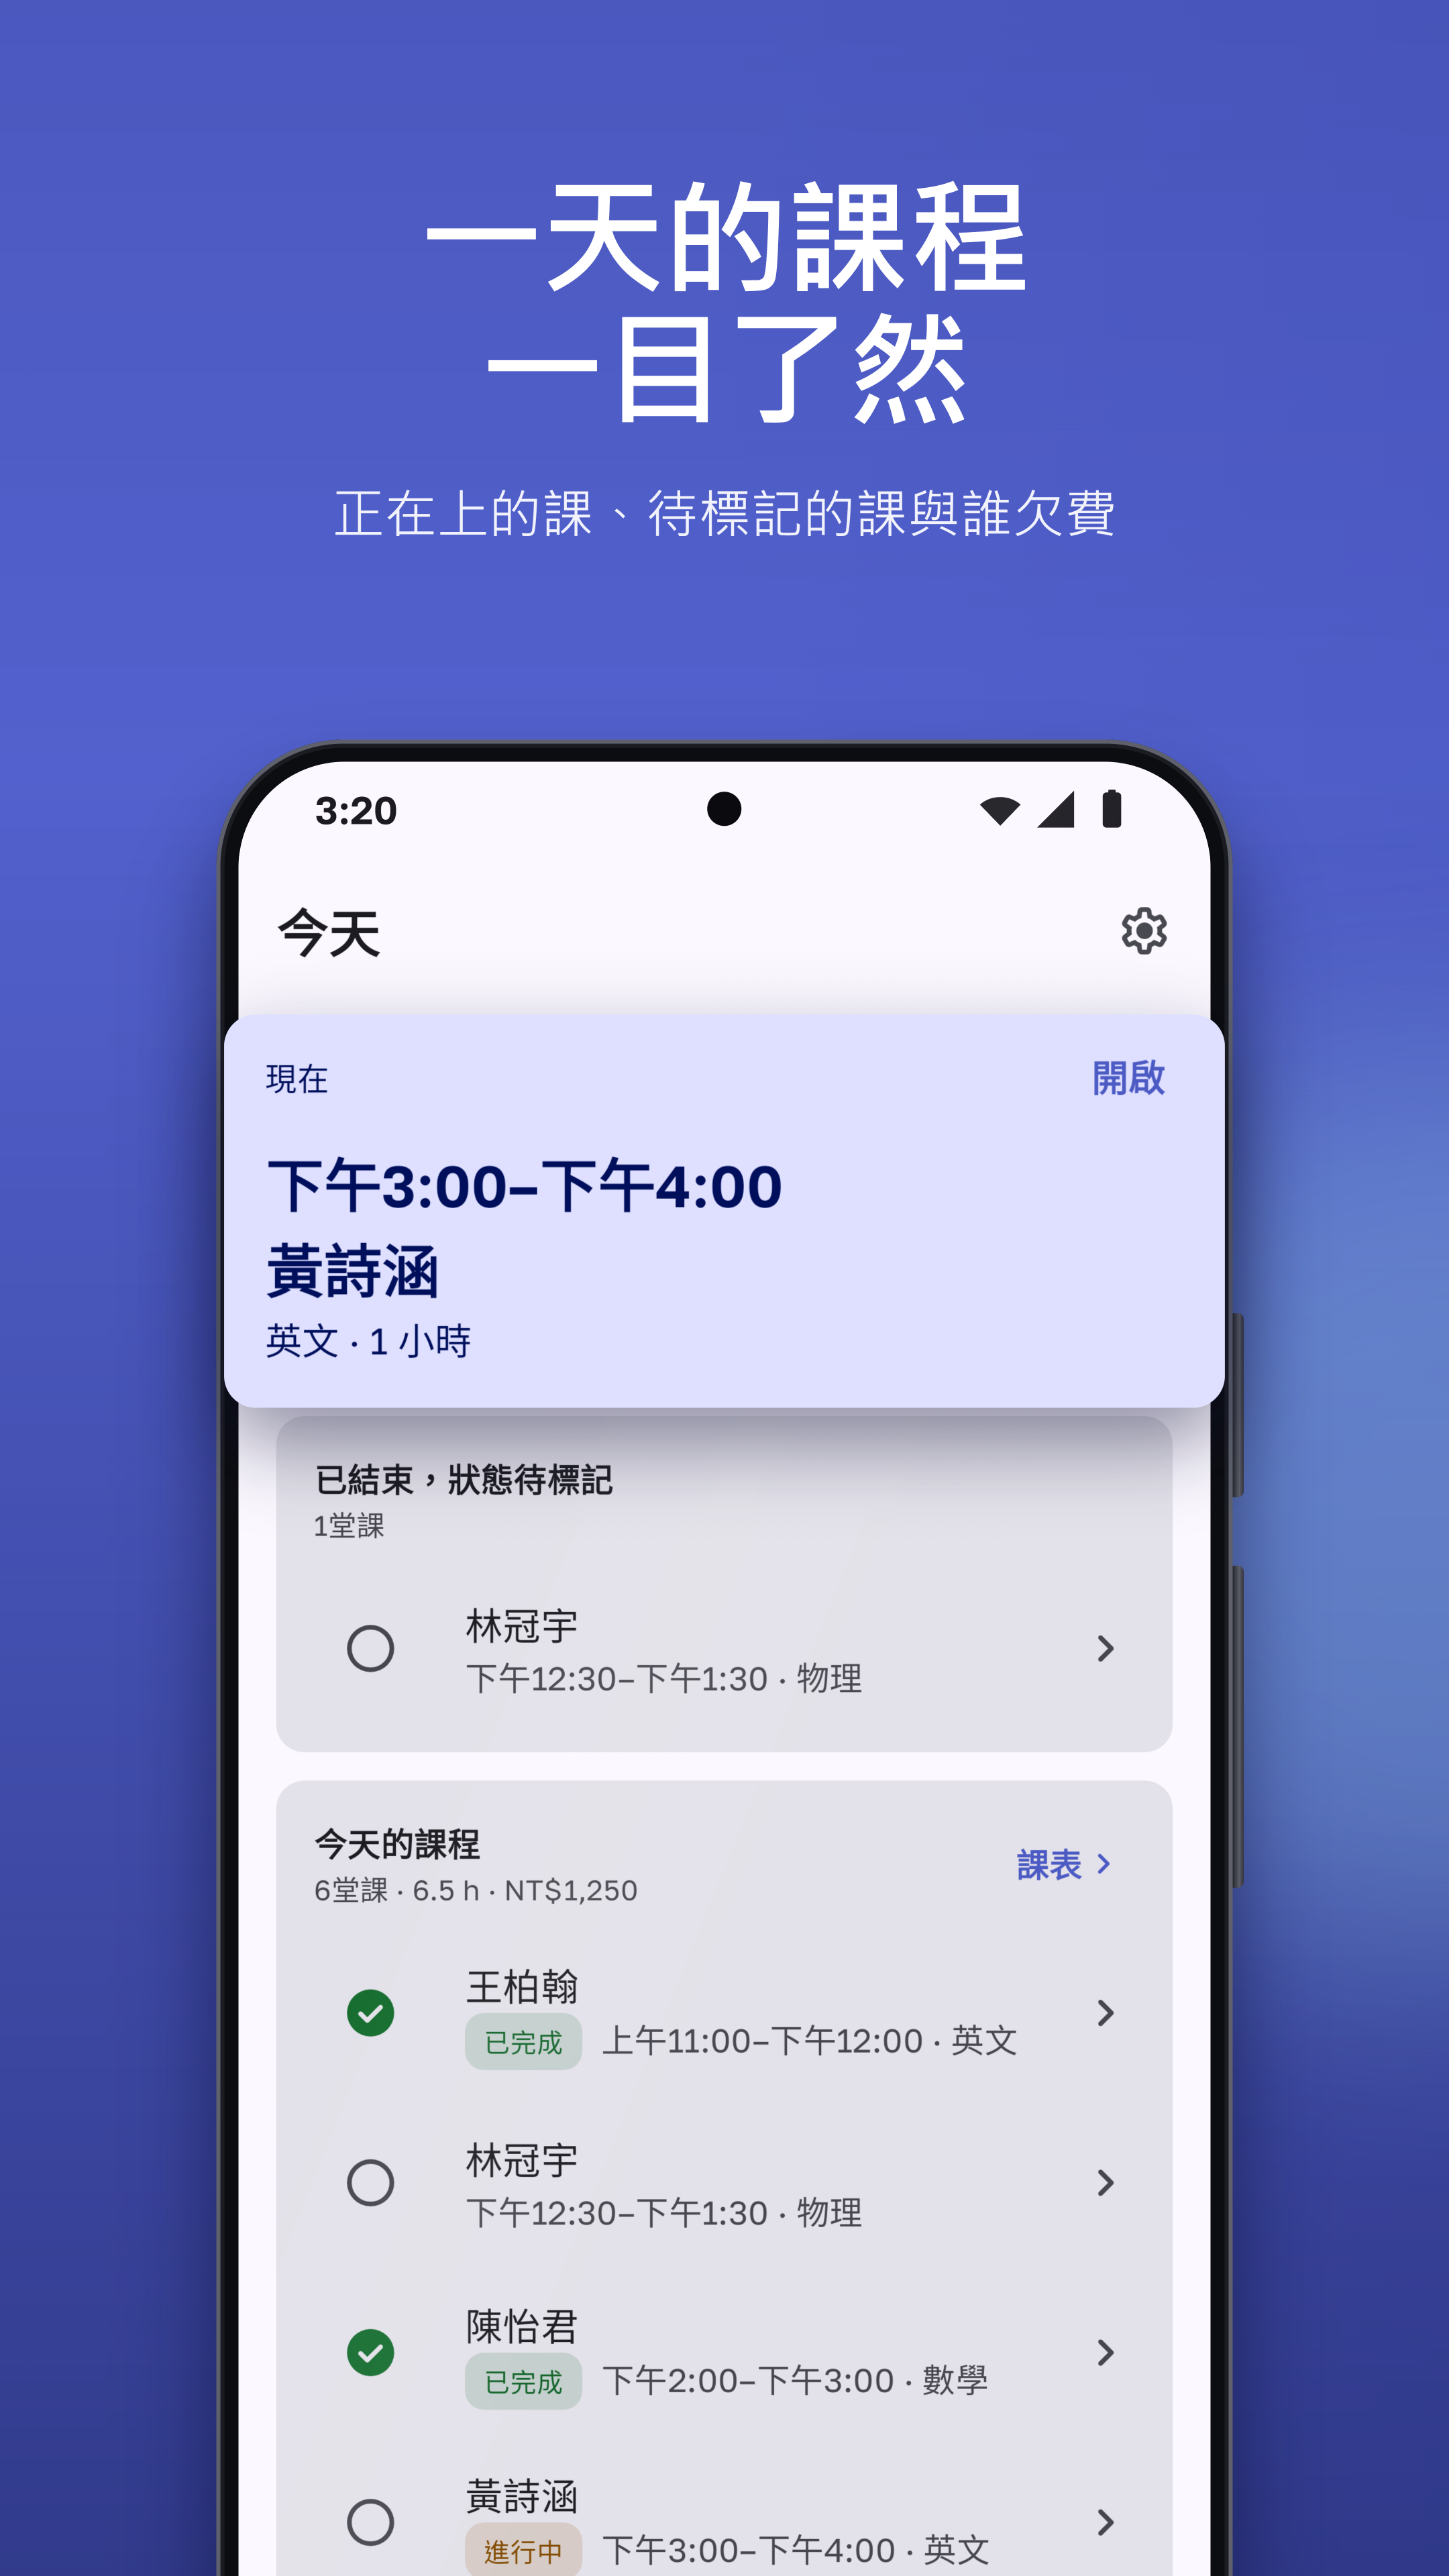 一天的課程
一目了然
正在上的課、待標記的課與誰欠費
3:20
今天
現在
開啟
下午3:00–下午4:00
黃詩涵
英文 · 1 小時
已結束，狀態待標記
1堂課
林冠宇
下午12:30–下午1:30 · 物理
今天的課程
課表
6堂課 · 6.5 h · NT$1,250
王柏翰
已完成 上午11:00–下午12:00 · 英文
林冠宇
下午12:30–下午1:30 · 物理
陳怡君
已完成 下午2:00–下午3:00 · 數學
黃詩涵
進行中 下午3:00–下午4:00 · 英文